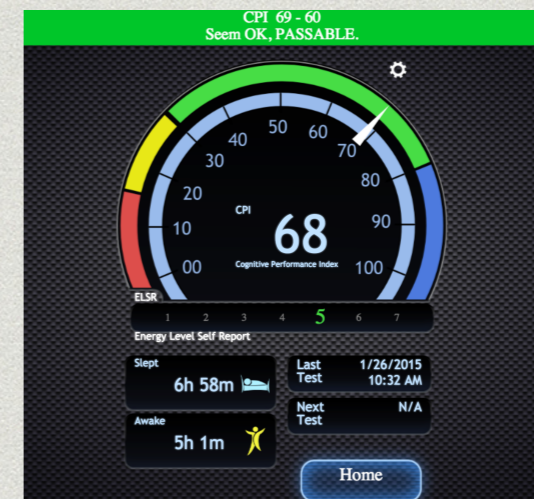 CPI 69 - 60
Seem OK, PASSABLE.
00
10
20
30
40
50
60
70
80
90
100
CPI
68
Cognitive Performance Index
ELSR
1 2 3 4 5 6 7
Energy Level Self Report
Slept
6h 58m
Awake
5h 1m
Last Test
1/26/2015
10:32 AM
Next Test
N/A
Home